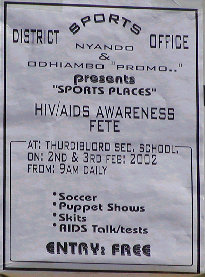 SPORTS
DISTRICT OFFICE
NYANDO
&
ODHIAMBO "PROMO.."
presents
"SPORTS PLACES"
HIV/AIDS AWARENESS
FETE
AT: THURDIBUORO SEC. SCHOOL.
ON: 2ND & 3RD FEB: 2002
FROM: 9AM DAILY
• Soccer
• Puppet Shows
• Skits
• AIDS Talk/tests
ENTRY: FREE